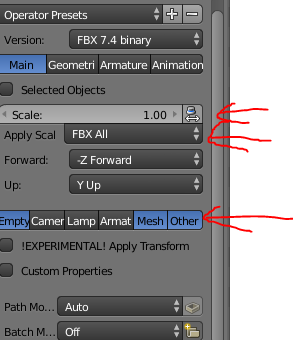 Operator Presets
Version: FBX 7.4 binary
Main Geometri Armature Animation
Selected Objects
Scale: 1.00
Apply Scal FBX All
Forward: -Z Forward
Up: Y Up
Empty Camer Lamp Armat Mesh Other
!EXPERIMENTAL! Apply Transform
Custom Properties
Path Mo... Auto
Batch M... Off